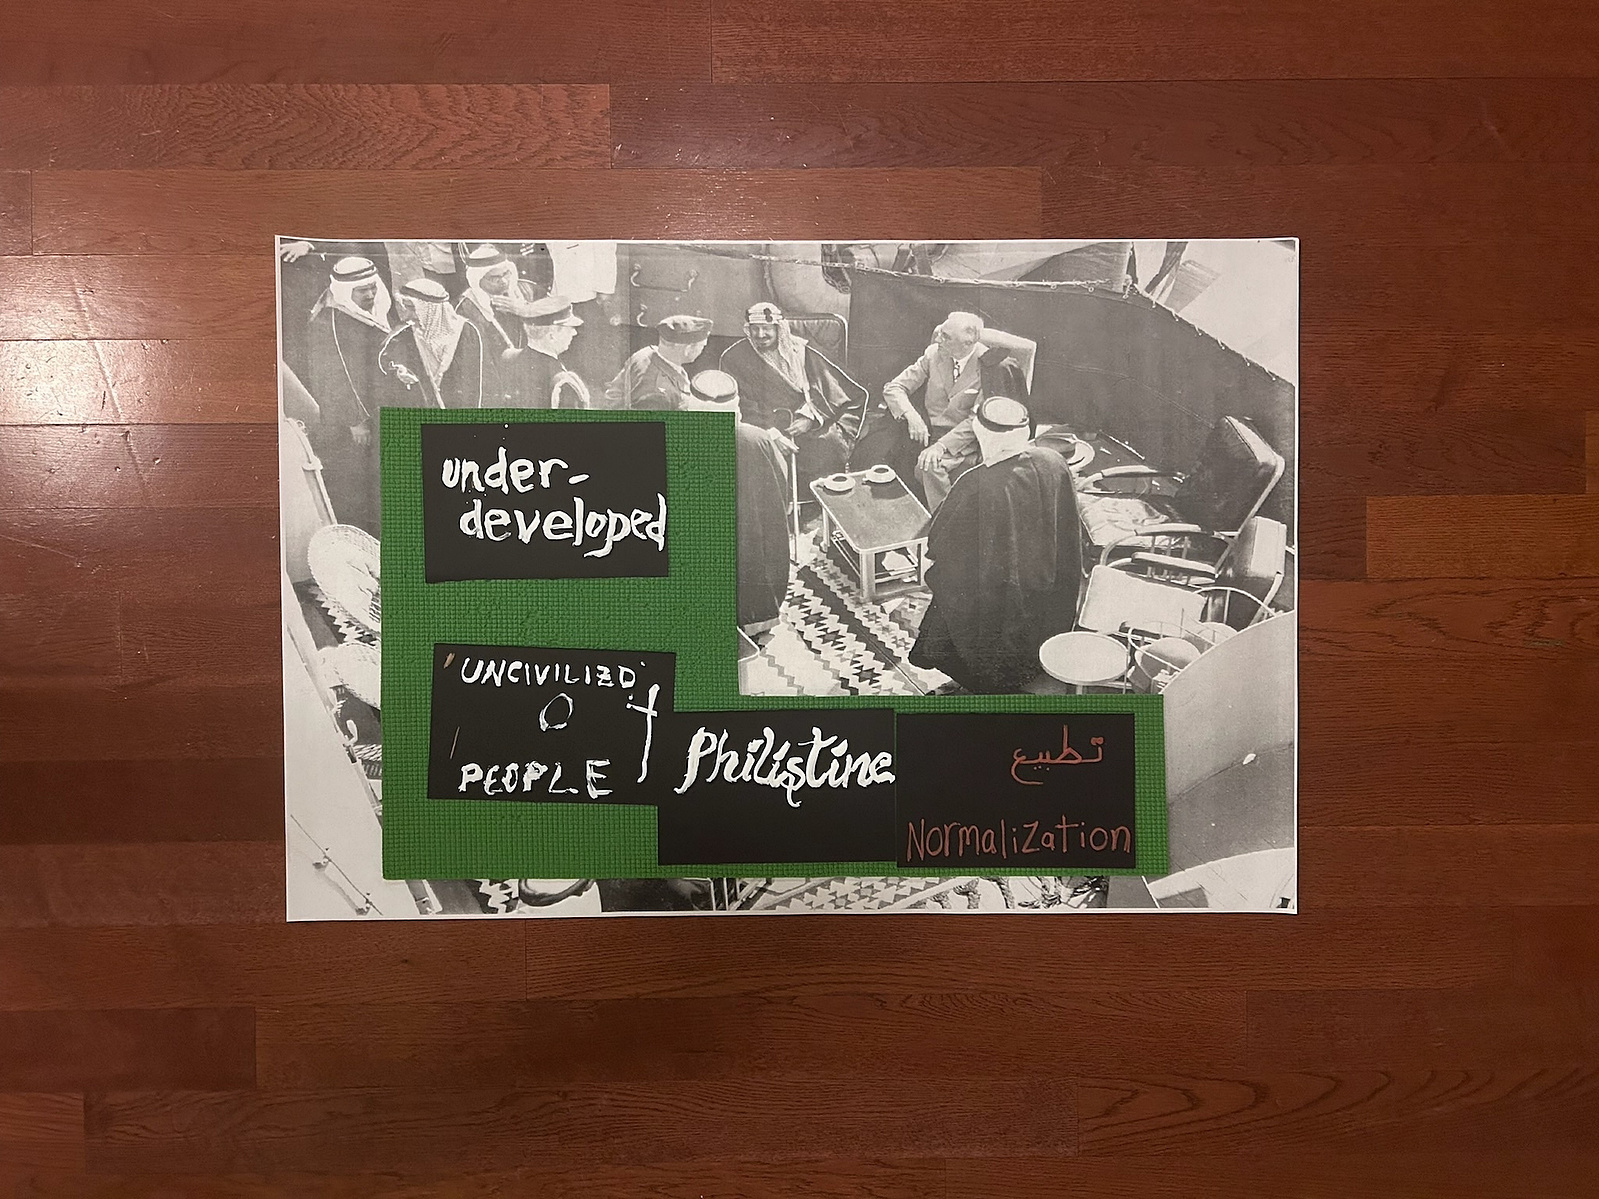 under-
developed
'UNCIVILIZD'
PEOPLE
Philistine
تطبيع
Normalization